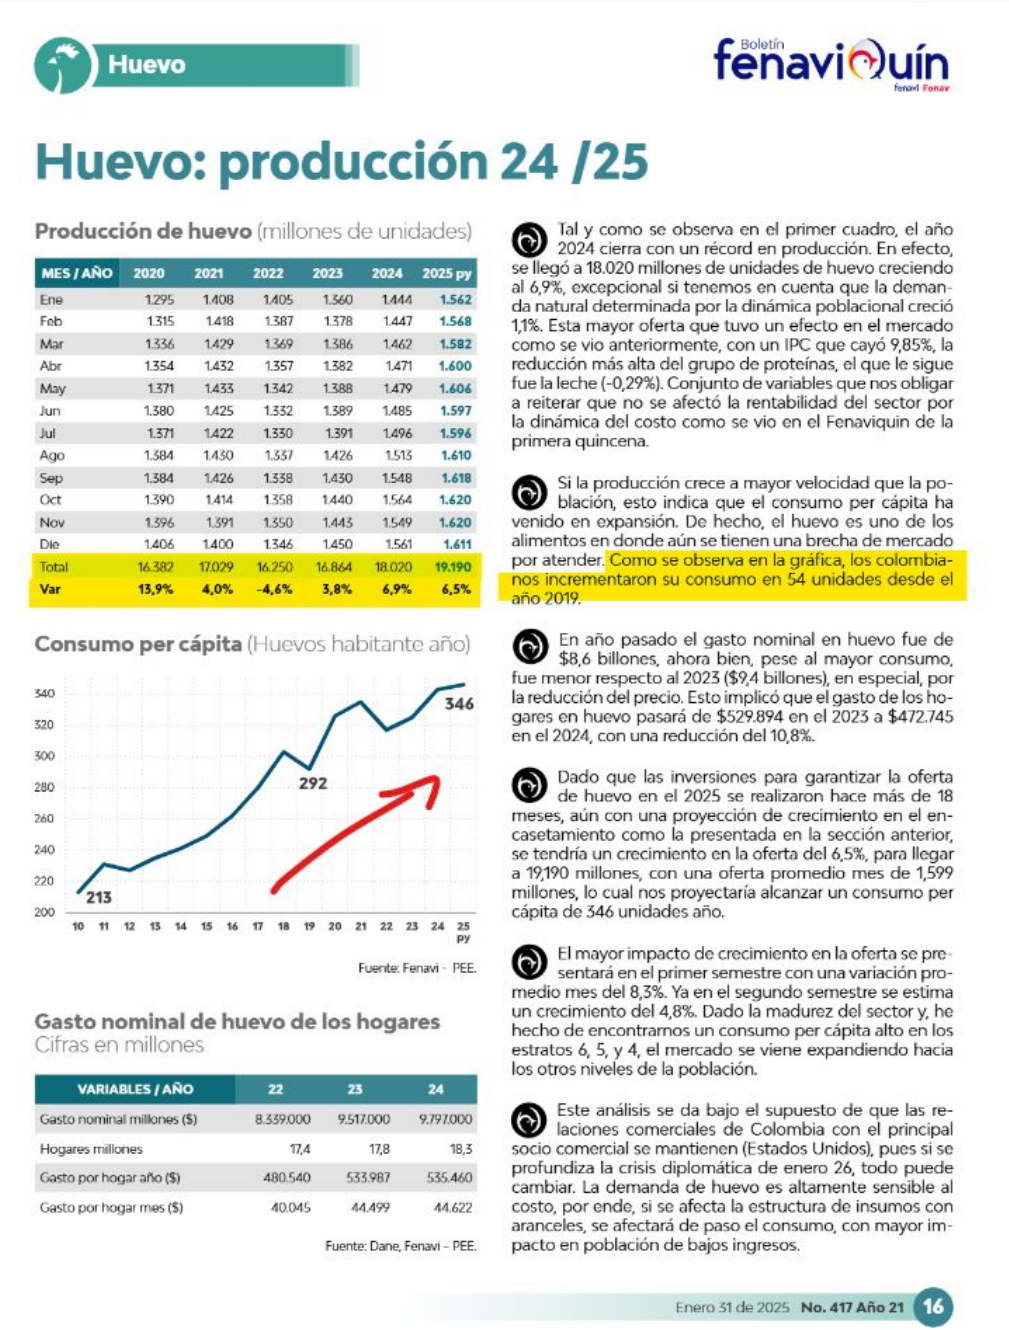 Huevo
Boletín
fenaviQuín
fenavi Fonav
Huevo: producción 24 /25
Producción de huevo (millones de unidades)
MES / AÑO 2020 2021 2022 2023 2024 2025 py
Ene 1.295 1.408 1.405 1.360 1.444 1.562
Feb 1.315 1.418 1.387 1.378 1.447 1.568
Mar 1.336 1.429 1.369 1.386 1.462 1.582
Abr 1.354 1.432 1.357 1.382 1.471 1.600
May 1.371 1.433 1.342 1.388 1.479 1.606
Jun 1.380 1.425 1.332 1.389 1.485 1.597
Jul 1.371 1.422 1.330 1.391 1.496 1.596
Ago 1.384 1.430 1.337 1.426 1.513 1.610
Sep 1.384 1.426 1.338 1.430 1.548 1.618
Oct 1.390 1.414 1.358 1.440 1.564 1.620
Nov 1.396 1.391 1.350 1.443 1.549 1.620
Die 1.406 1.400 1.346 1.450 1.561 1.611
Total 16.382 17.029 16.250 16.864 18.020 19.190
Var 13,9% 4,0% -4,6% 3,8% 6,9% 6,5%
Consumo per cápita (Huevos habitante año)
340
320
300
280
260
240
220
200
346
292
213
10 11 12 13 14 15 16 17 18 19 20 21 22 23 24 25
py
Fuente: Fenavi - PEE.
Gasto nominal de huevo de los hogares
Cifras en millones
VARIABLES / AÑO 22 23 24
Gasto nominal millones ($) 8.339.000 9.517.000 9.797.000
Hogares millones 17,4 17,8 18,3
Gasto por hogar año ($) 480.540 533.987 535.460
Gasto por hogar mes ($) 40.045 44.499 44.622
Fuente: Dane, Fenavi – PEE.
Tal y como se observa en el primer cuadro, el año
2024 cierra con un récord en producción. En efecto,
se llegó a 18.020 millones de unidades de huevo creciendo
al 6,9%, excepcional si tenemos en cuenta que la deman-
da natural determinada por la dinámica poblacional creció
1,1%. Esta mayor oferta que tuvo un efecto en el mercado
como se vio anteriormente, con un IPC que cayó 9,85%, la
reducción más alta del grupo de proteínas, el que le sigue
fue la leche (-0,29%). Conjunto de variables que nos obligar
a reiterar que no se afectó la rentabilidad del sector por
la dinámica del costo como se vio en el Fenaviquin de la
primera quincena.
Si la producción crece a mayor velocidad que la po-
blación, esto indica que el consumo per cápita ha
venido en expansión. De hecho, el huevo es uno de los
alimentos en donde aún se tienen una brecha de mercado
por atender. Como se observa en la gráfica, los colombia-
nos incrementaron su consumo en 54 unidades desde el
año 2019.
En año pasado el gasto nominal en huevo fue de
$8,6 billones, ahora bien, pese al mayor consumo,
fue menor respecto al 2023 ($9,4 billones), en especial, por
la reducción del precio. Esto implicó que el gasto de los ho-
gares en huevo pasará de $529.894 en el 2023 a $472.745
en el 2024, con una reducción del 10,8%.
Dado que las inversiones para garantizar la oferta
de huevo en el 2025 se realizaron hace más de 18
meses, aún con una proyección de crecimiento en el en-
casetamiento como la presentada en la sección anterior,
se tendría un crecimiento en la oferta del 6,5%, para llegar
a 19,190 millones, con una oferta promedio mes de 1,599
millones, lo cual nos proyectaría alcanzar un consumo per
cápita de 346 unidades año.
El mayor impacto de crecimiento en la oferta se pre-
sentará en el primer semestre con una variación pro-
medio mes del 8,3%. Ya en el segundo semestre se estima
un crecimiento del 4,8%. Dado la madurez del sector y, he
hecho de encontrarnos un consumo per cápita alto en los
estratos 6, 5, y 4, el mercado se viene expandiendo hacia
los otros niveles de la población.
Este análisis se da bajo el supuesto de que las re-
laciones comerciales de Colombia con el principal
socio comercial se mantienen (Estados Unidos), pues si se
profundiza la crisis diplomática de enero 26, todo puede
cambiar. La demanda de huevo es altamente sensible al
costo, por ende, si se afecta la estructura de insumos con
aranceles, se afectará de paso el consumo, con mayor im-
pacto en población de bajos ingresos.
Enero 31 de 2025 No. 417 Año 21 16